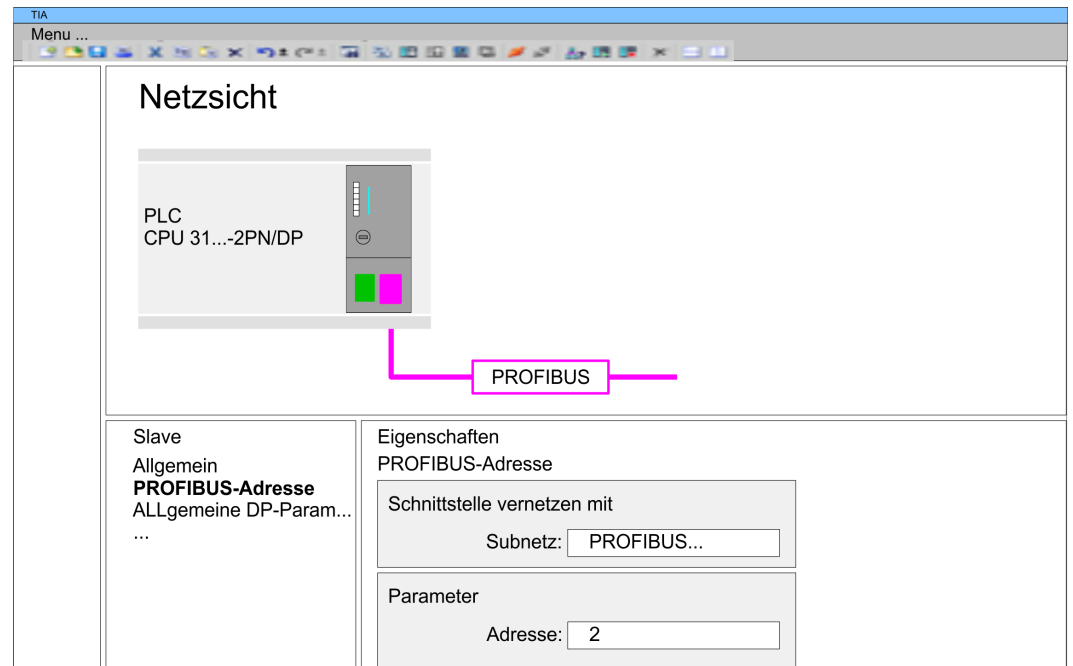 TIA
Menu ...
Netzsicht
PLC
CPU 31...-2PN/DP
PROFIBUS
Slave
Allgemein
PROFIBUS-Adresse
ALLgemeine DP-Param...
...
Eigenschaften
PROFIBUS-Adresse
Schnittstelle vernetzen mit
Subnetz: PROFIBUS...
Parameter
Adresse: 2